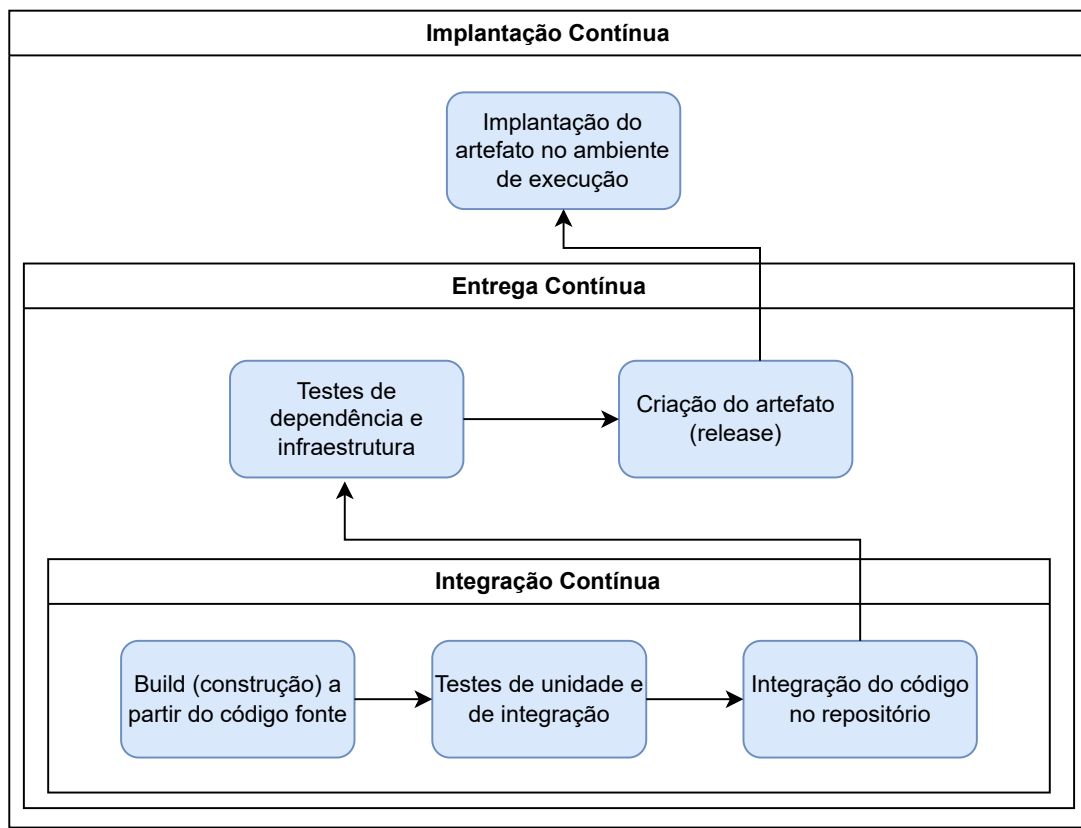 Implantação Contínua
Implantação do
artefato no ambiente
de execução
Entrega Contínua
Testes de
dependência e
infraestrutura
Criação do artefato
(release)
Integração Contínua
Build (construção) a
partir do código fonte
Testes de unidade e
de integração
Integração do código
no repositório